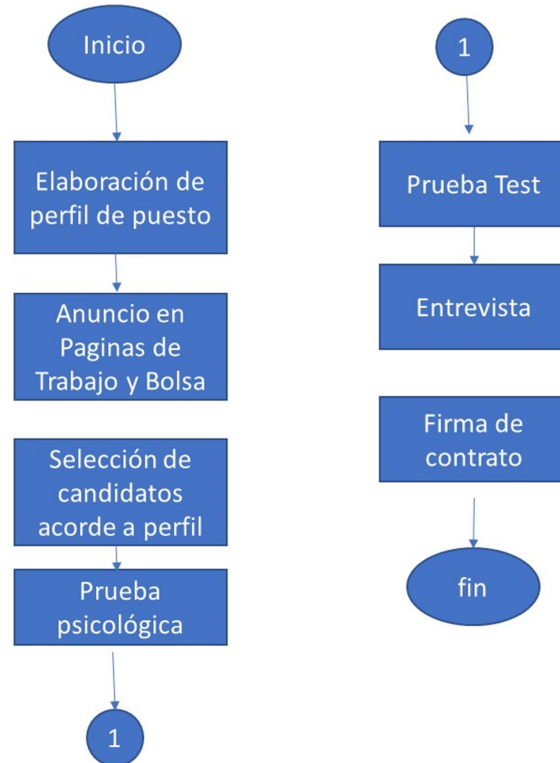 Inicio
Elaboración de
perfil de puesto
Anuncio en
Paginas de
Trabajo y Bolsa
Selección de
candidatos
acorde a perfil
Prueba
psicológica
1
1
Prueba Test
Entrevista
Firma de
contrato
fin